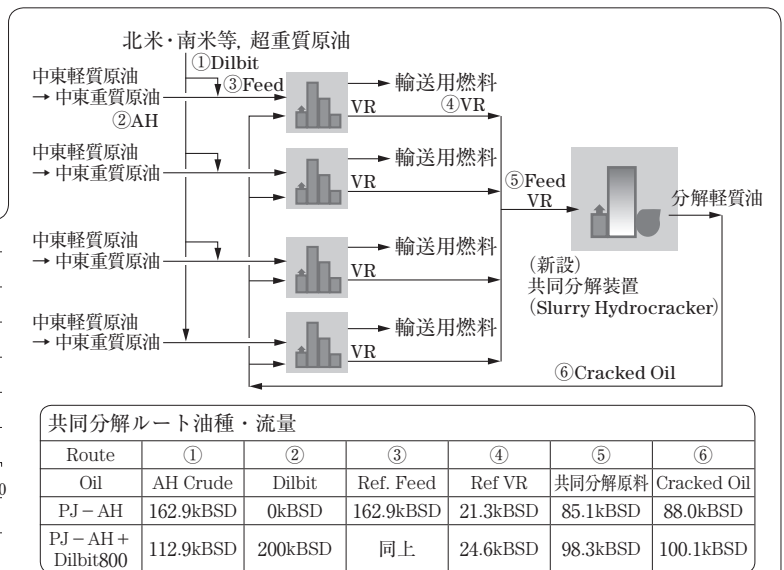 北米・南米等, 超重質原油
①Dilbit
中東軽質原油
→ 中東重質原油
③Feed
②AH
輸送用燃料
VR
④VR
中東軽質原油
→ 中東重質原油
輸送用燃料
VR
⑤Feed
VR
分解軽質油
中東軽質原油
→ 中東重質原油
輸送用燃料
VR
(新設)
共同分解装置
(Slurry Hydrocracker)
中東軽質原油
→ 中東重質原油
輸送用燃料
VR
⑥Cracked Oil
共同分解ルート油種・流量
Route ① ② ③ ④ ⑤ ⑥
Oil AH Crude Dilbit Ref. Feed Ref VR 共同分解原料 Cracked Oil
PJ-AH 162.9kBSD 0kBSD 162.9kBSD 21.3kBSD 85.1kBSD 88.0kBSD
PJ-AH+
Dilbit800 112.9kBSD 200kBSD 同上 24.6kBSD 98.3kBSD 100.1kBSD